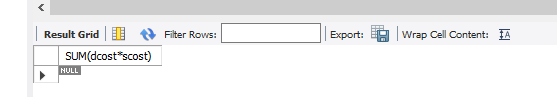 Result Grid Filter Rows: Export: Wrap Cell Content:
SUM(dcost*scost)
NULL